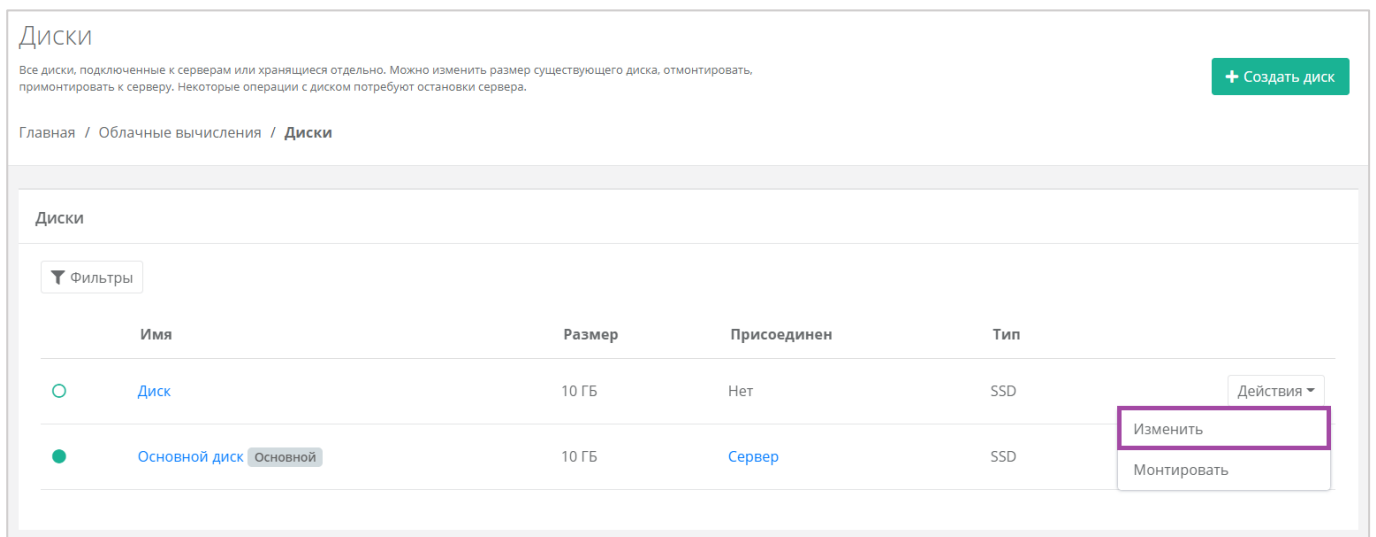 Диски
Все диски, подключенные к серверам или хранящиеся отдельно. Можно изменить размер существующего диска, отмонтировать,
примонтировать к серверу. Некоторые операции с диском потребуют остановки сервера.
Создать диск
Главная / Облачные вычисления / Диски
Диски
Фильтры
Имя Размер Присоединен Тип
Диск 10 ГБ Нет SSD Действия
Изменить
Основной диск Основной 10 ГБ Сервер SSD
Монтировать